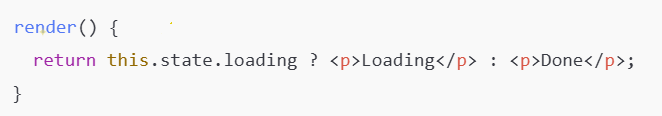 render() {
  return this.state.loading ? <p>Loading</p> : <p>Done</p>;
}